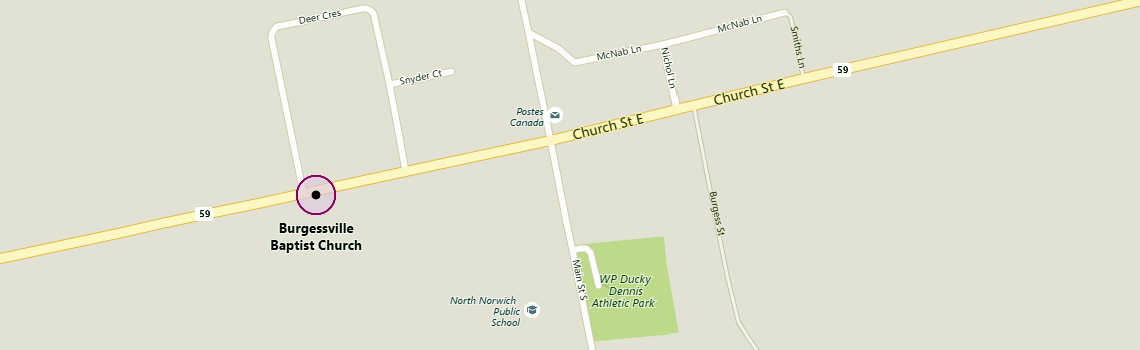 Deer Cres
McNab Ln
McNab Ln
Smiths Ln
Nichol Ln
Snyder Ct
59
Church St E
Postes
Canada
Church St E
59
Burgessville
Baptist Church
Burgess St
Main St S
WP Ducky
Dennis
Athletic Park
North Norwich
Public
School